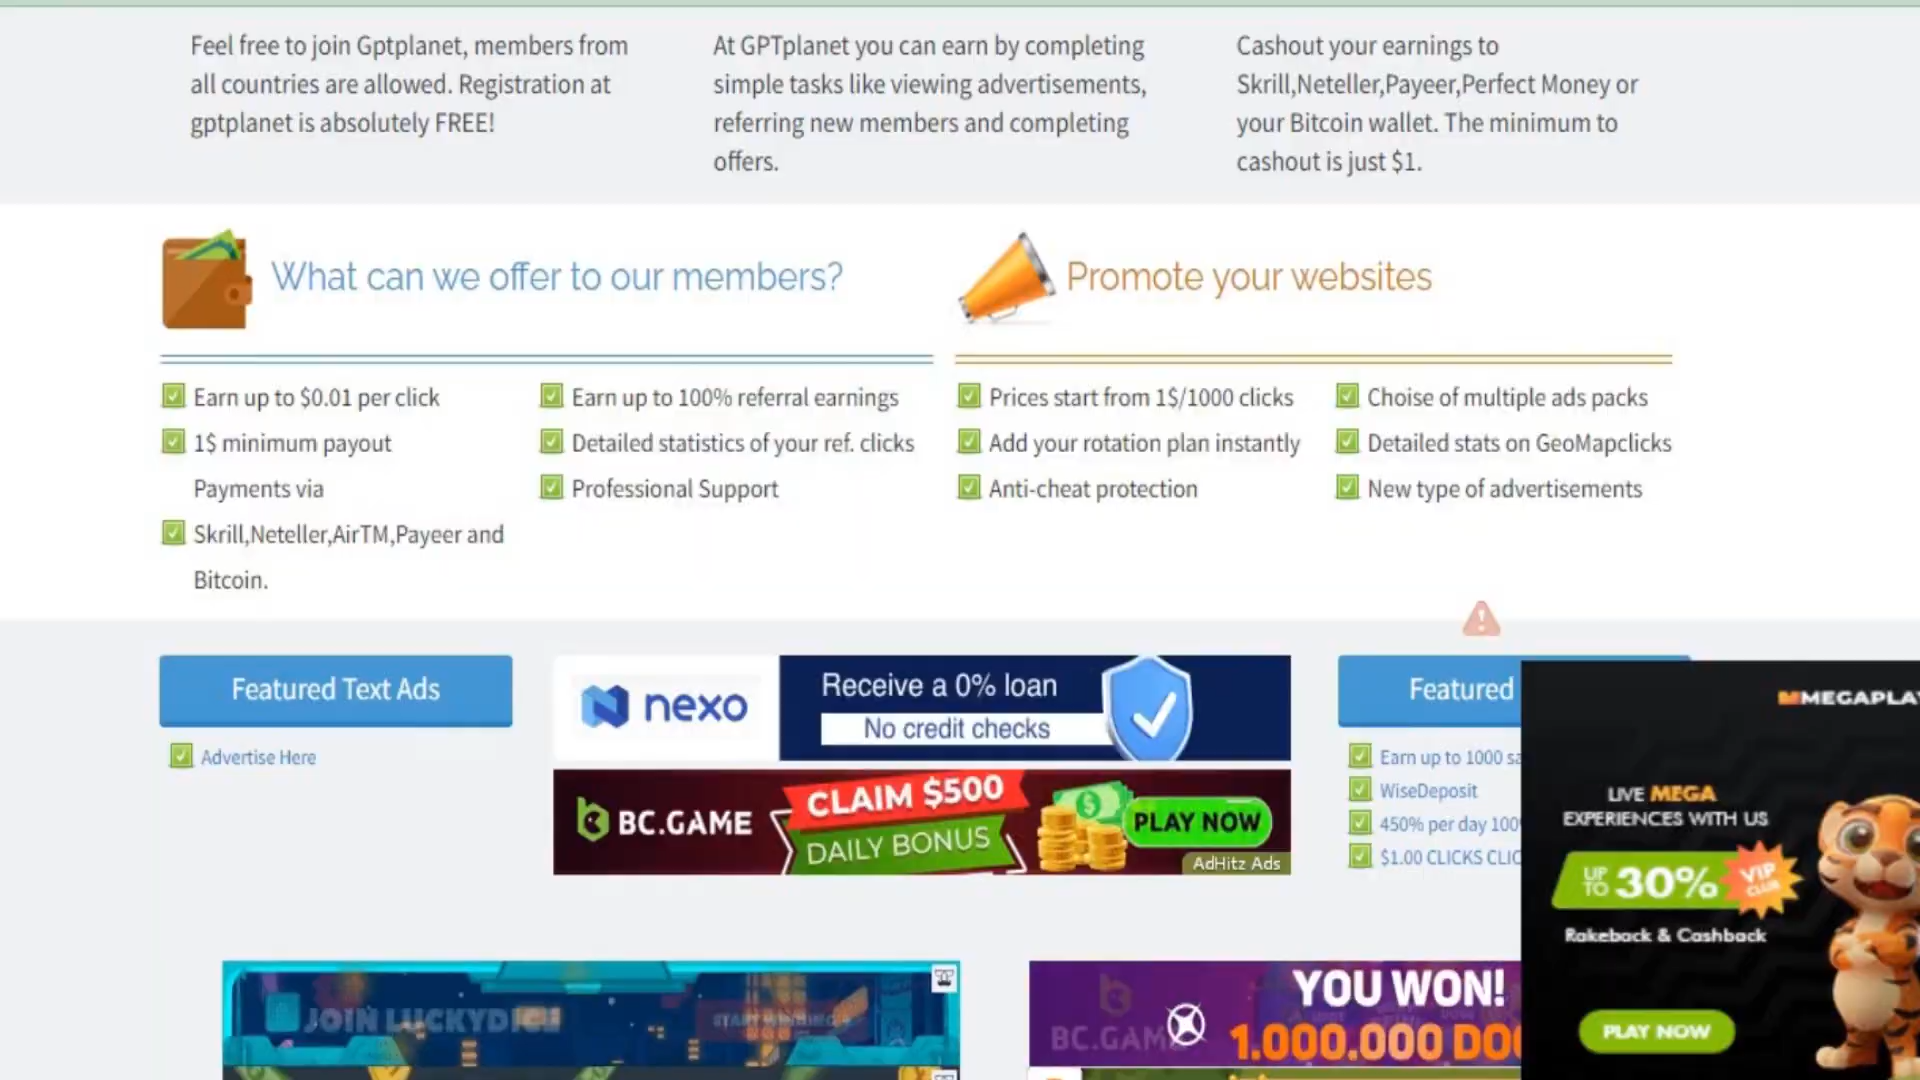 Feel free to join Gptplanet, members from
all countries are allowed. Registration at
gptplanet is absolutely FREE!
At GPTplanet you can earn by completing
simple tasks like viewing advertisements,
referring new members and completing
offers.
Cashout your earnings to
Skrill,Neteller,Payeer,Perfect Money or
your Bitcoin wallet. The minimum to
cashout is just $1.
What can we offer to our members?
Earn up to $0.01 per click
1$ minimum payout
Payments via
Skrill,Neteller,AirTM,Payeer and
Bitcoin.
Earn up to 100% referral earnings
Detailed statistics of your ref. clicks
Professional Support
Promote your websites
Prices start from 1$/1000 clicks
Add your rotation plan instantly
Anti-cheat protection
Choise of multiple ads packs
Detailed stats on GeoMapclicks
New type of advertisements
Featured Text Ads
Advertise Here
nexo
Receive a 0% loan
No credit checks
BC.GAME
CLAIM $500
DAILY BONUS
PLAY NOW
AdHitz Ads
Featured
Earn up to 1000 sa
WiseDeposit
450% per day 100
$1.00 CLICKS CLIC
MEGAPLA
LIVE MEGA
EXPERIENCES WITH US
UP TO 30%
VIP
CLUB
Rakeback & Cashback
PLAY NOW
JOIN LUCKYDICE
BC.GAM
YOU WON!
1.000.000 DO